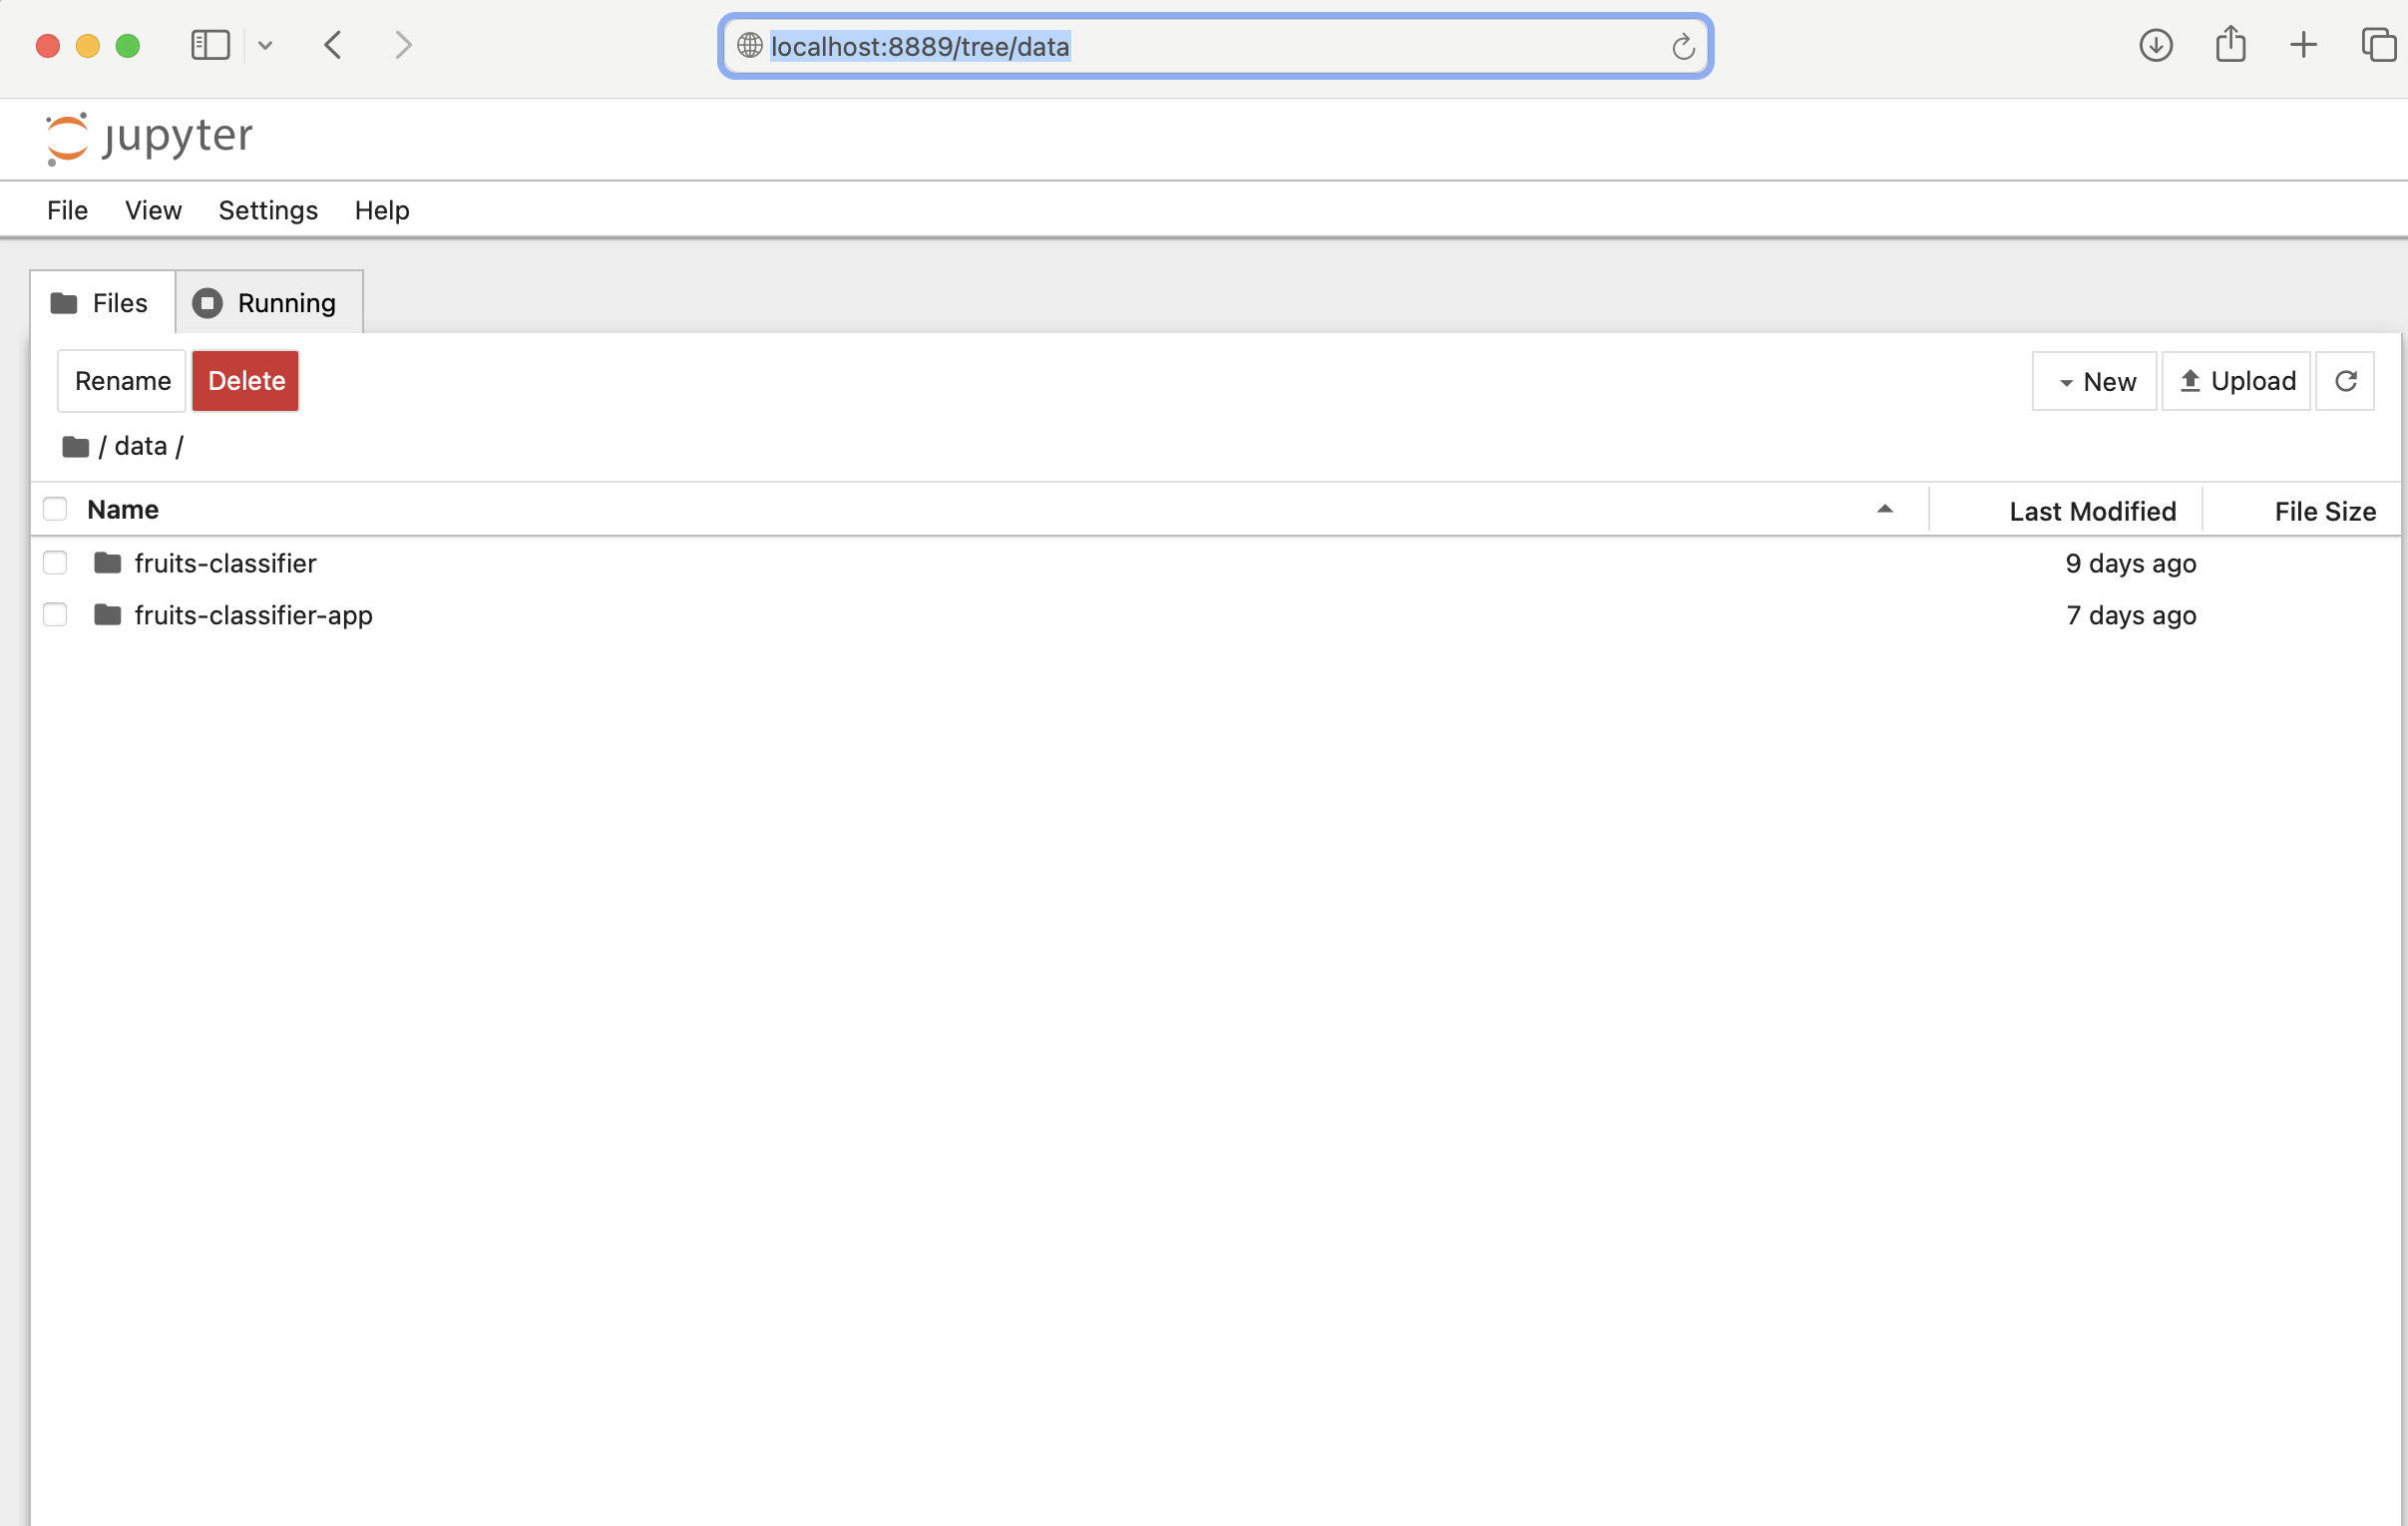 localhost:8889/tree/data
jupyter
File View Settings Help
Files Running
Rename Delete New Upload
/ data /
Name Last Modified File Size
fruits-classifier 9 days ago
fruits-classifier-app 7 days ago